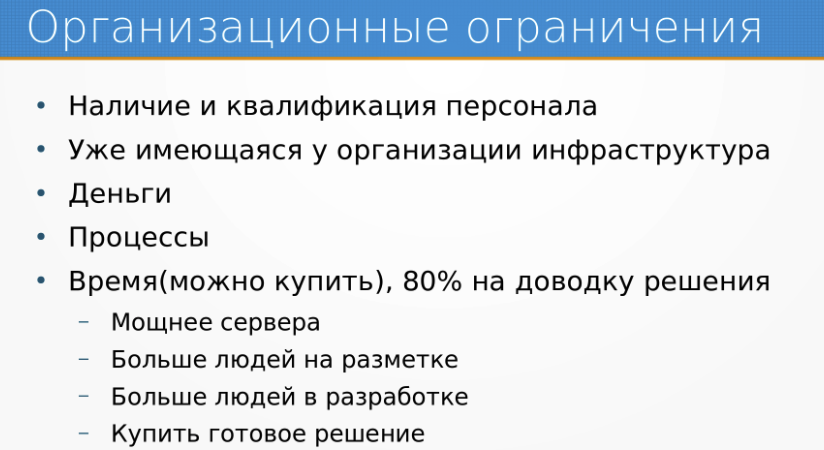 Организационные ограничения
• Наличие и квалификация персонала
• Уже имеющаяся у организации инфраструктура
• Деньги
• Процессы
• Время(можно купить), 80% на доводку решения
– Мощнее сервера
– Больше людей на разметке
– Больше людей в разработке
– Купить готовое решение